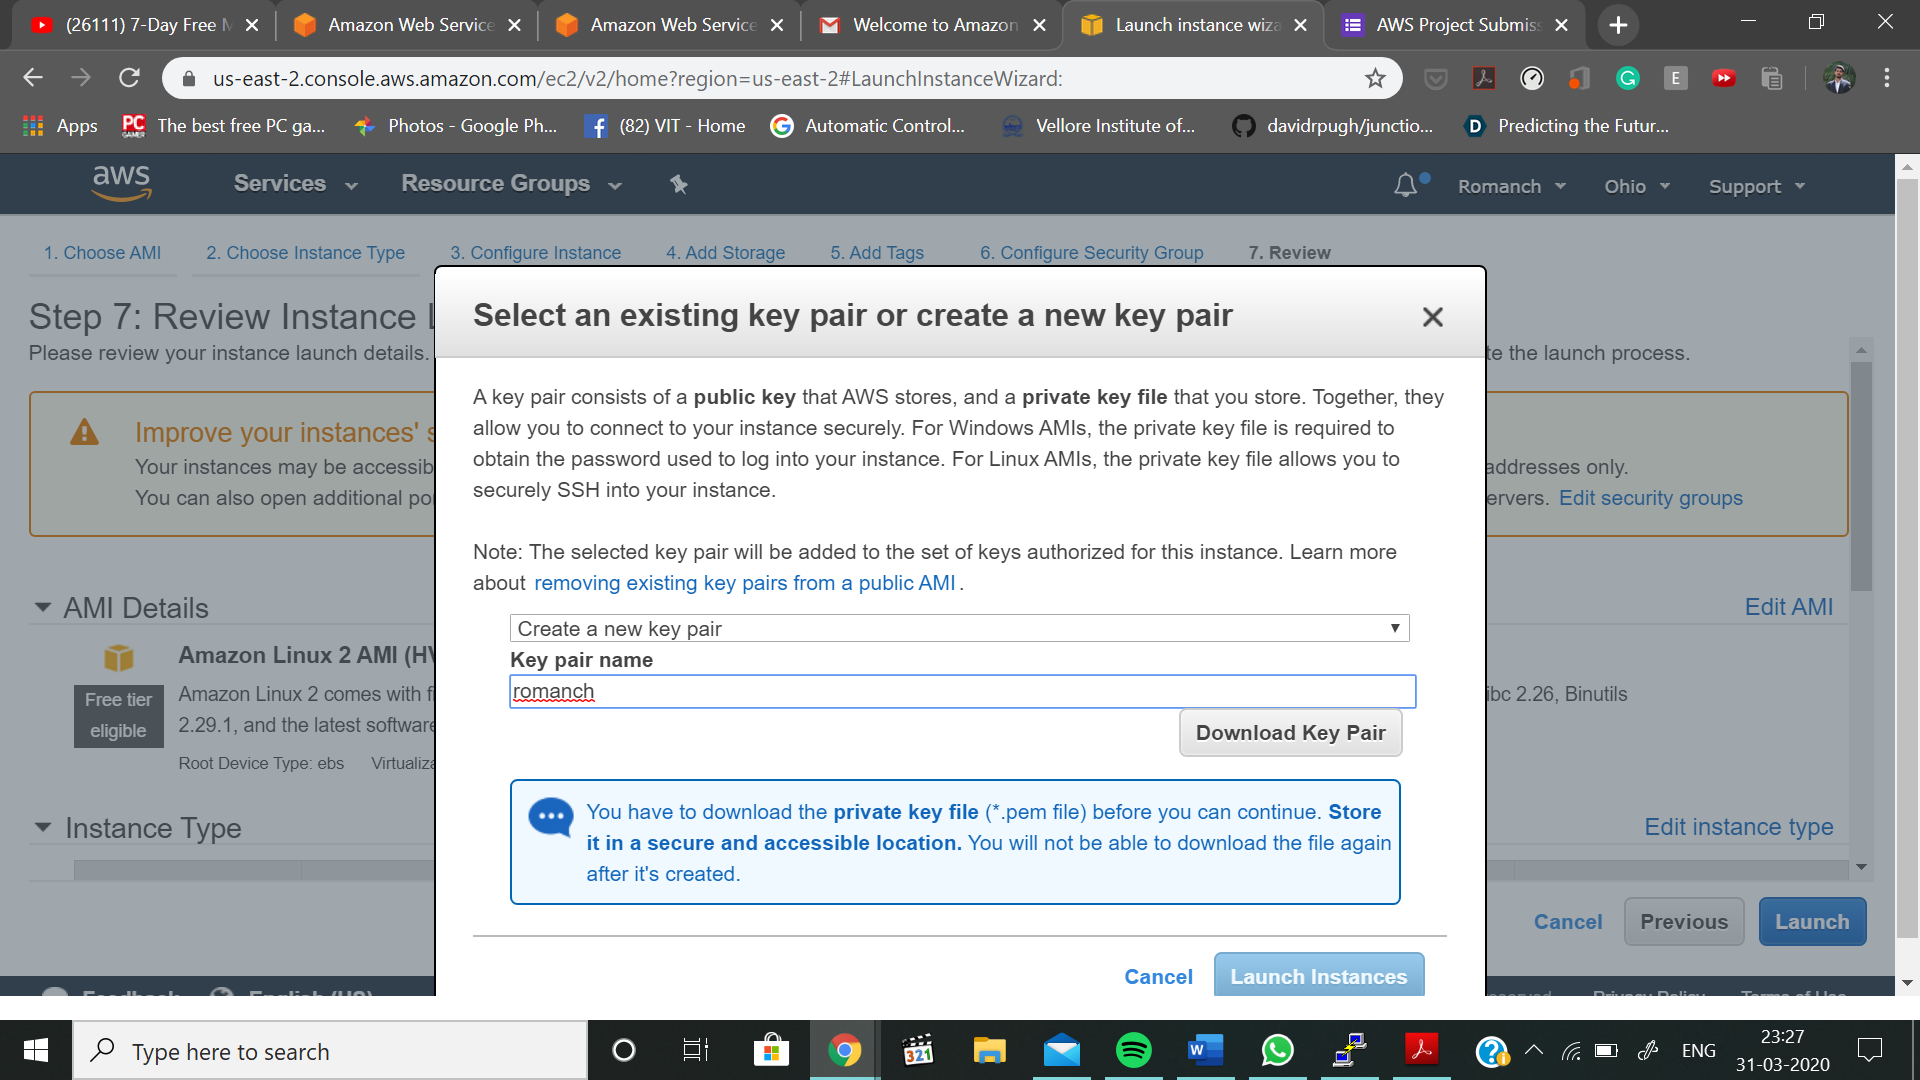 (26111) 7-Day Free M
Amazon Web Service
Amazon Web Service
Welcome to Amazon
Launch instance wiza
AWS Project Submiss
us-east-2.console.aws.amazon.com/ec2/v2/home?region=us-east-2#LaunchInstanceWizard:
Apps
The best free PC ga...
Photos - Google Ph...
(82) VIT - Home
Automatic Control...
Vellore Institute of...
davidrpugh/junctio...
Predicting the Futur...
aws
Services
Resource Groups
Romanch
Ohio
Support
1. Choose AMI
2. Choose Instance Type
3. Configure Instance
4. Add Storage
5. Add Tags
6. Configure Security Group
7. Review
Step 7: Review Instance L
Please review your instance launch details.
te the launch process.
Improve your instances' s
Your instances may be accessib
addresses only.
You can also open additional po
ervers. Edit security groups
AMI Details
Edit AMI
Amazon Linux 2 AMI (HV
Free tier
eligible
Amazon Linux 2 comes with fi
ibc 2.26, Binutils
2.29.1, and the latest software
Root Device Type: ebs Virtualiza
Instance Type
Edit instance type
Cancel
Previous
Launch
Select an existing key pair or create a new key pair
A key pair consists of a public key that AWS stores, and a private key file that you store. Together, they
allow you to connect to your instance securely. For Windows AMIs, the private key file is required to
obtain the password used to log into your instance. For Linux AMIs, the private key file allows you to
securely SSH into your instance.
Note: The selected key pair will be added to the set of keys authorized for this instance. Learn more
about removing existing key pairs from a public AMI .
Create a new key pair
Key pair name
romanch
Download Key Pair
You have to download the private key file (*.pem file) before you can continue. Store
it in a secure and accessible location. You will not be able to download the file again
after it's created.
Cancel
Launch Instances
Feedback
English (US)
Privacy Policy
Terms of Use
Type here to search
ENG
23:27
31-03-2020